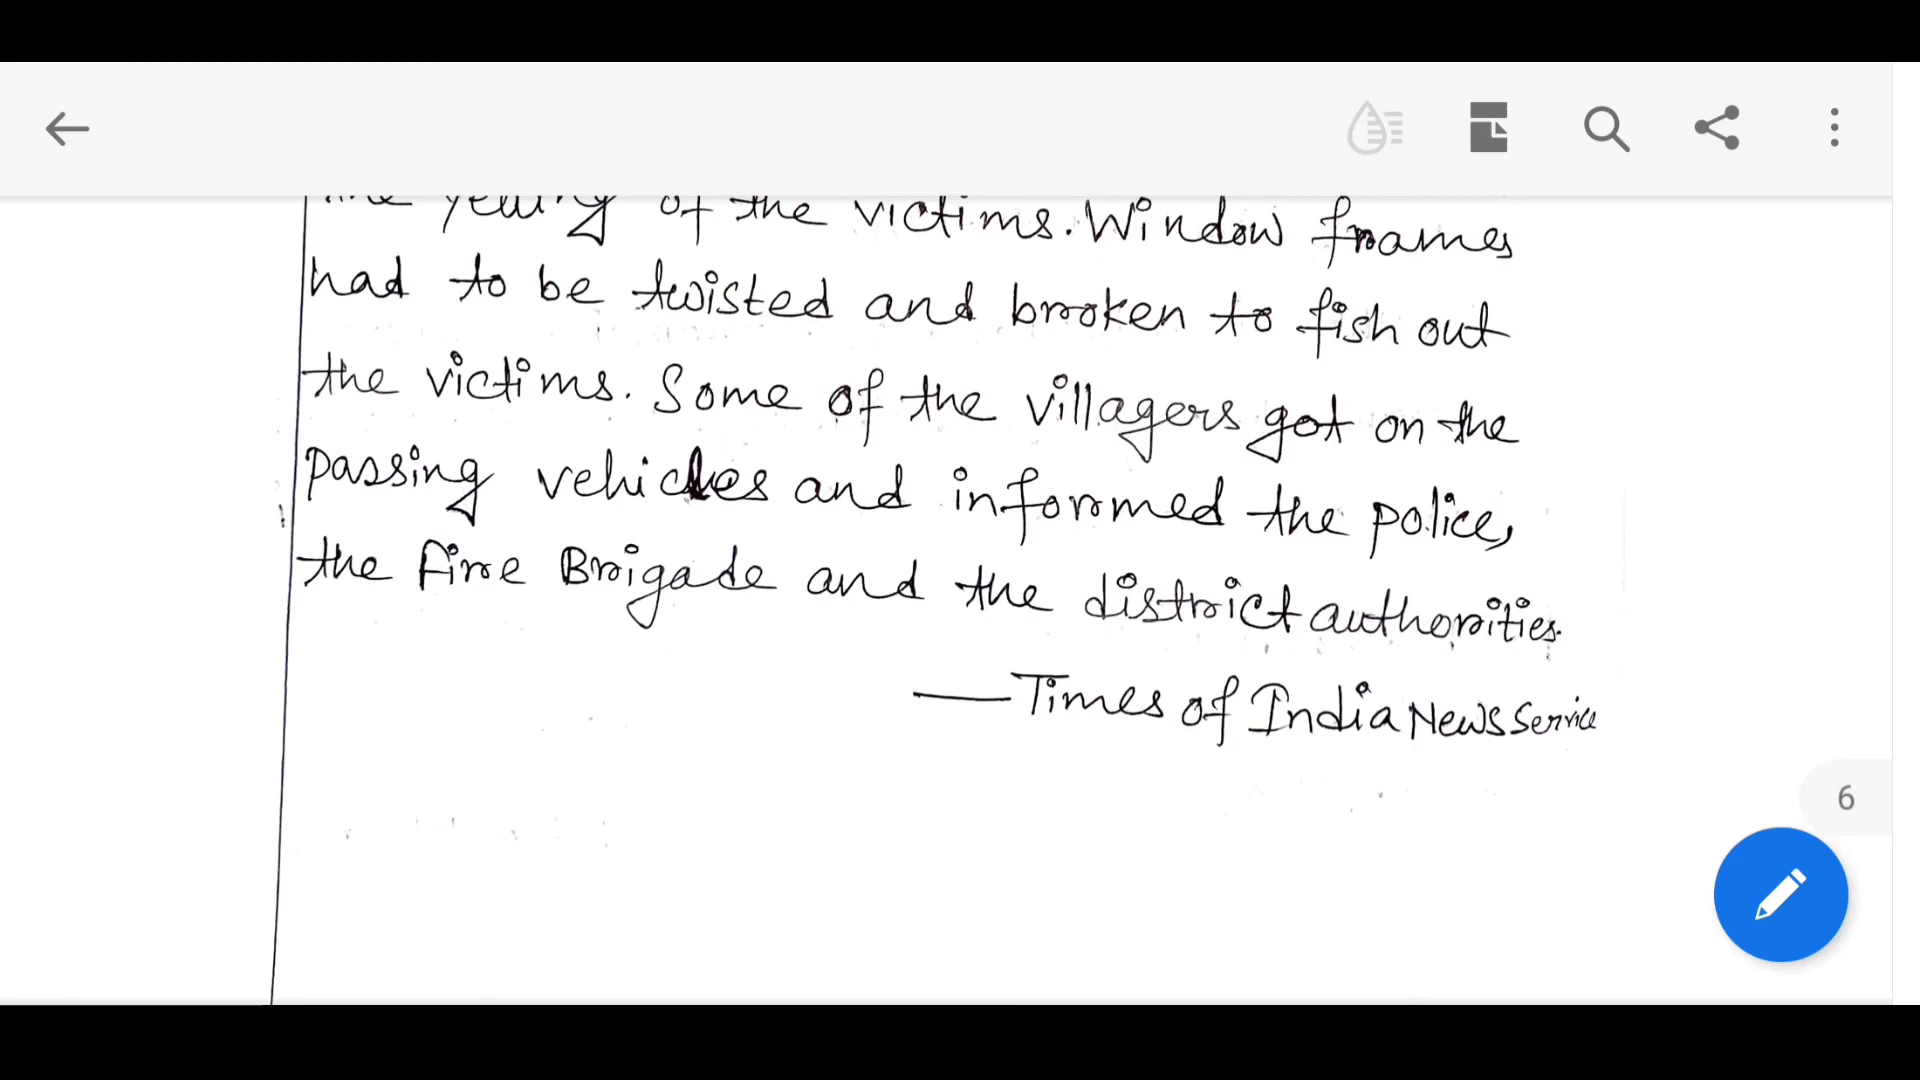 the yelling of the victims. Window frames
had to be twisted and broken to fish out
the victims. Some of the villagers got on the
passing vehicles and informed the police,
the fire Brigade and the district authorities.
—Times of India News Service
6